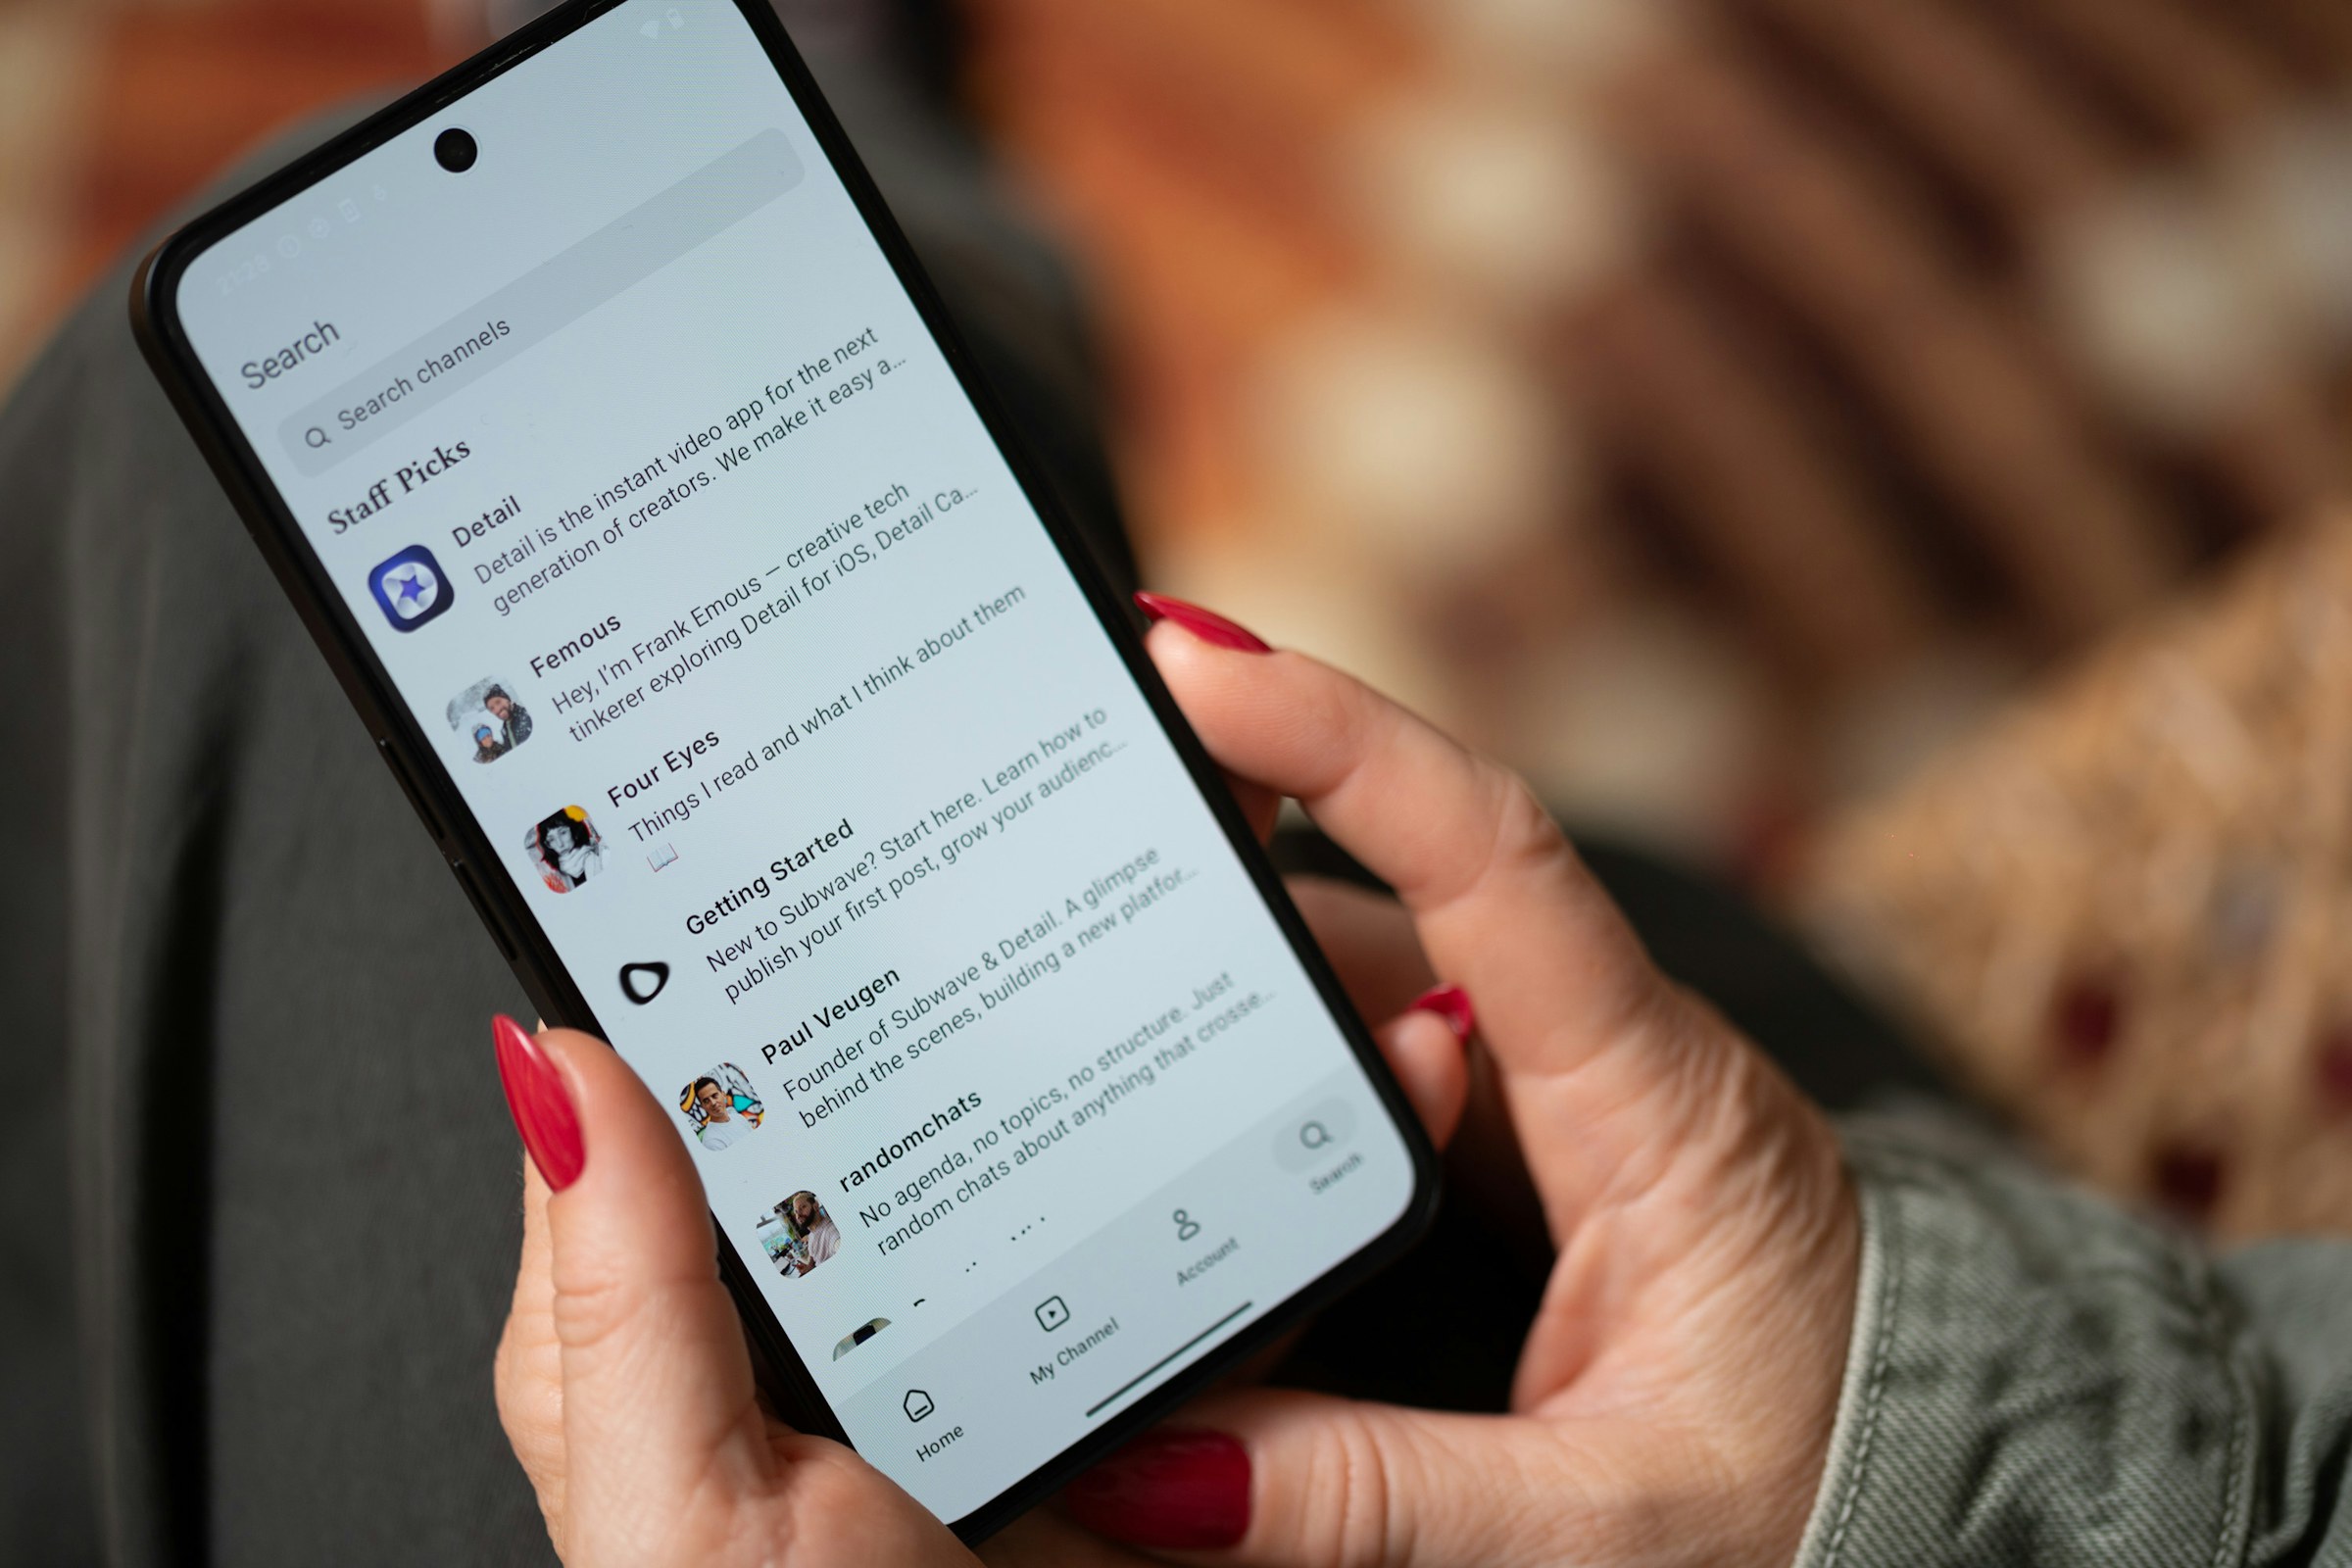 21:28
Search
Search channels
Staff Picks
Detail
Detail is the instant video app for the next
generation of creators. We make it easy a...
Femous
Hey, I'm Frank Emous – creative tech
tinkerer exploring Detail for iOS, Detail Ca...
Four Eyes
Things I read and what I think about them
📖
Getting Started
New to Subwave? Start here. Learn how to
publish your first post, grow your audienc...
Paul Veugen
Founder of Subwave & Detail. A glimpse
behind the scenes, building a new platfor...
randomchats
No agenda, no topics, no structure. Just
random chats about anything that crosse...
Home
My Channel
Account
Search